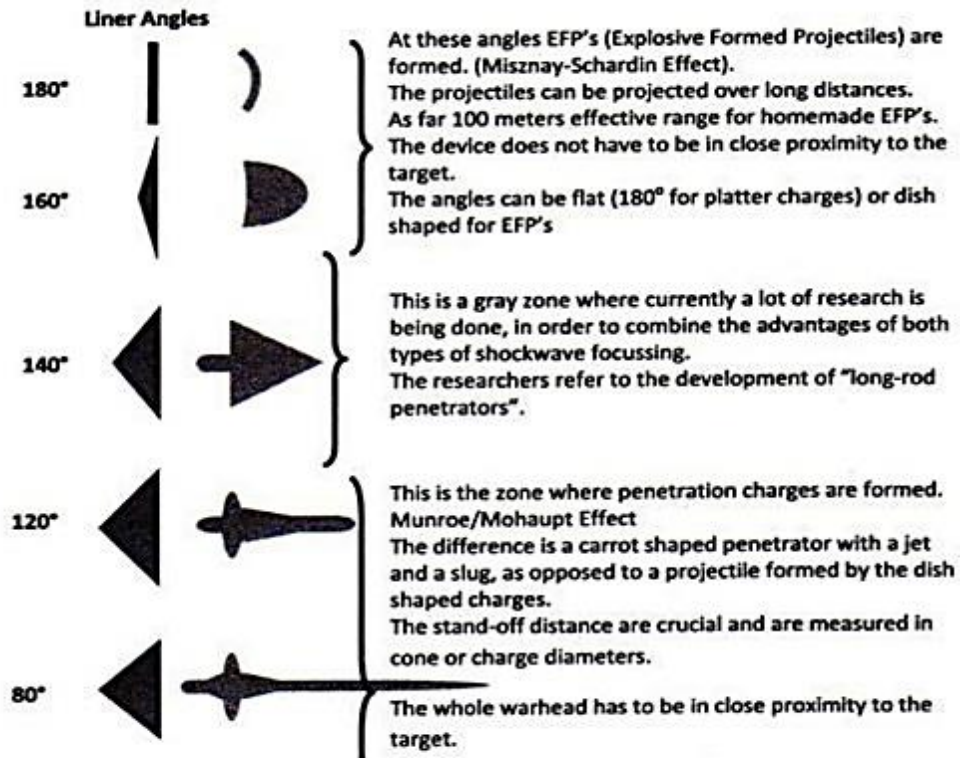 Liner Angles
180°
At these angles EFP's (Explosive Formed Projectiles) are
formed. (Misznay-Schardin Effect).
The projectiles can be projected over long distances.
As far 100 meters effective range for homemade EFP's.
The device does not have to be in close proximity to the
target.
160°
The angles can be flat (180° for platter charges) or dish
shaped for EFP's
140°
This is a gray zone where currently a lot of research is
being done, in order to combine the advantages of both
types of shockwave focussing.
The researchers refer to the development of "long-rod
penetrators".
120°
This is the zone where penetration charges are formed.
Munroe/Mohaupt Effect
The difference is a carrot shaped penetrator with a jet
and a slug, as opposed to a projectile formed by the dish
shaped charges.
The stand-off distance are crucial and are measured in
cone or charge diameters.
80°
The whole warhead has to be in close proximity to the
target.